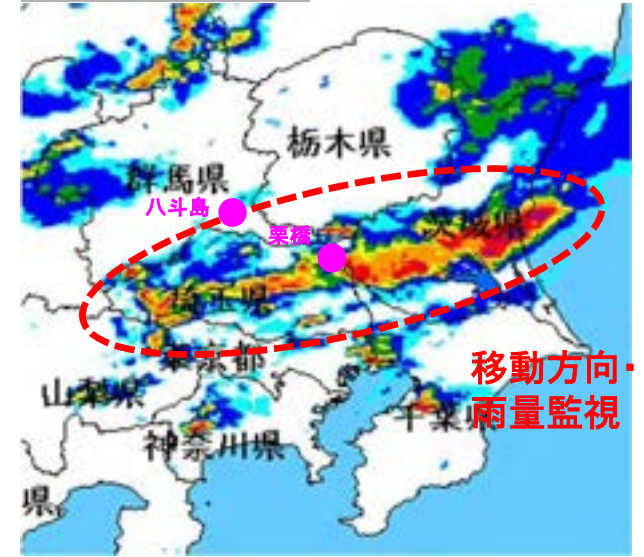 栃木県
群馬県
八斗島
栗橋
茨城県
埼玉県
東京都
山梨県
移動方向・
雨量監視
千葉県
神奈川県
県